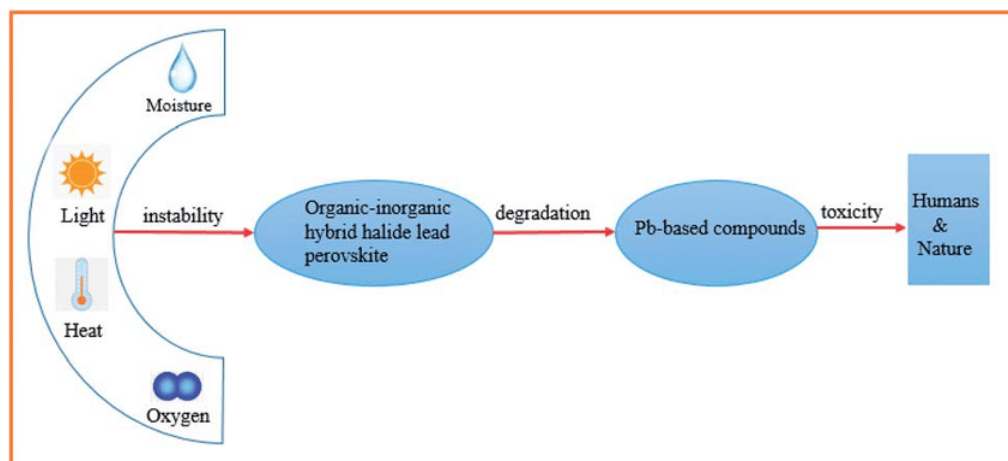 Moisture
Light
Heat
Oxygen
instability
Organic-inorganic
hybrid halide lead
perovskite
degradation
Pb-based compounds
toxicity
Humans
&
Nature